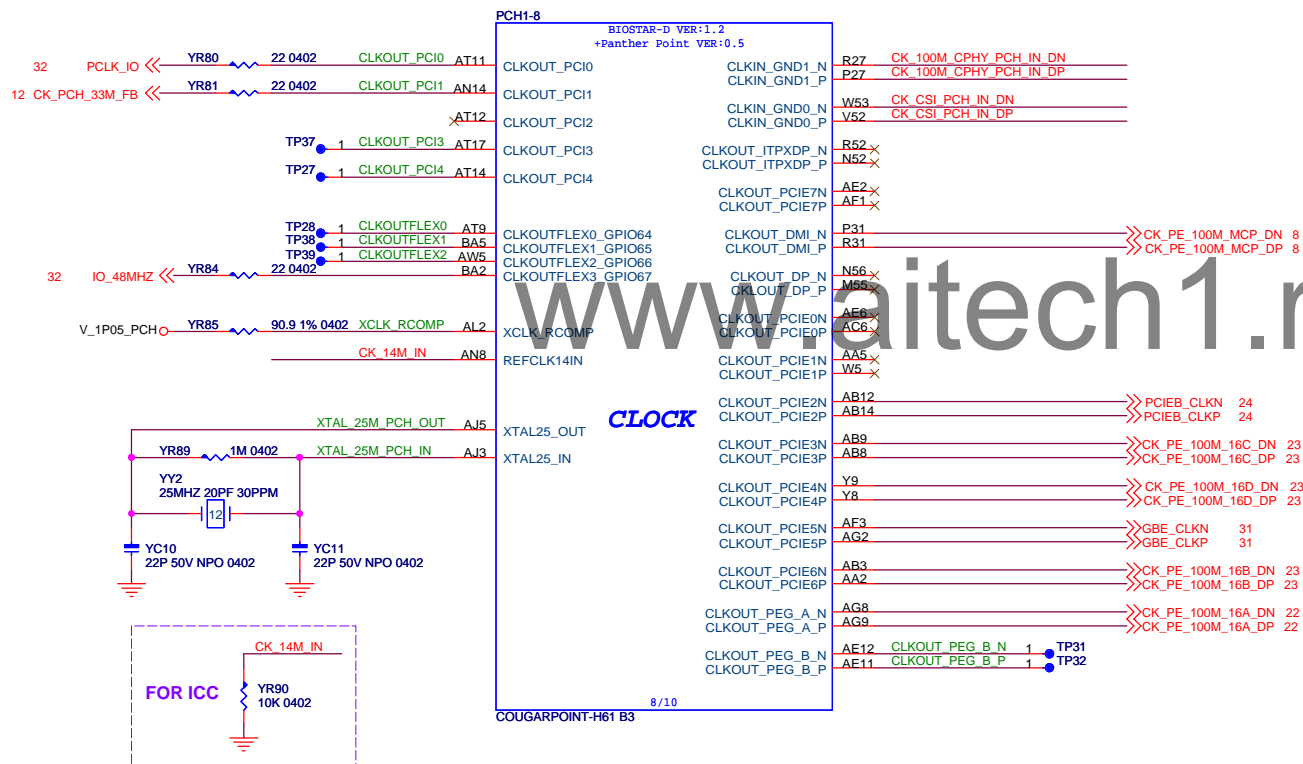 PCH1-8
BIOSTAR-D VER:1.2
+Panther Point VER:0.5
32 PCLK_IO YR80 22 0402 CLKOUT_PCI0 AT11 CLKOUT_PCI0
12 CK_PCH_33M_FB YR81 22 0402 CLKOUT_PCI1 AN14 CLKOUT_PCI1
AT12 CLKOUT_PCI2
TP37 1 CLKOUT_PCI3 AT17 CLKOUT_PCI3
TP27 1 CLKOUT_PCI4 AT14 CLKOUT_PCI4
TP28 1 CLKOUTFLEX0 AT9 CLKOUTFLEX0_GPIO64
TP38 1 CLKOUTFLEX1 BA5 CLKOUTFLEX1_GPIO65
TP39 1 CLKOUTFLEX2 AW5 CLKOUTFLEX2_GPIO66
32 IO_48MHZ YR84 22 0402 BA2 CLKOUTFLEX3_GPIO67
V_1P05_PCH YR85 90.9 1% 0402 XCLK_RCOMP AL2 XCLK_RCOMP
CK_14M_IN AN8 REFCLK14IN
XTAL_25M_PCH_OUT AJ5 XTAL25_OUT
YR89 1M 0402 XTAL_25M_PCH_IN AJ3 XTAL25_IN
YY2
25MHZ 20PF 30PPM
12
YC10
22P 50V NPO 0402
YC11
22P 50V NPO 0402
CK_14M_IN
FOR ICC
YR90
10K 0402
CLOCK
CLKIN_GND1_N R27 CK_100M_CPHY_PCH_IN_DN
CLKIN_GND1_P P27 CK_100M_CPHY_PCH_IN_DP
CLKIN_GND0_N W53 CK_CSI_PCH_IN_DN
CLKIN_GND0_P V52 CK_CSI_PCH_IN_DP
CLKOUT_ITPXDP_N R52
CLKOUT_ITPXDP_P N52
CLKOUT_PCIE7N AE2
CLKOUT_PCIE7P AF1
CLKOUT_DMI_N P31 CK_PE_100M_MCP_DN 8
CLKOUT_DMI_P R31 CK_PE_100M_MCP_DP 8
CLKOUT_DP_N N56
CKLOUT_DP_P M55
CLKOUT_PCIE0N AE6
CLKOUT_PCIE0P AC6
CLKOUT_PCIE1N AA5
CLKOUT_PCIE1P W5
CLKOUT_PCIE2N AB12 PCIEB_CLKN 24
CLKOUT_PCIE2P AB14 PCIEB_CLKP 24
CLKOUT_PCIE3N AB9 CK_PE_100M_16C_DN 23
CLKOUT_PCIE3P AB8 CK_PE_100M_16C_DP 23
CLKOUT_PCIE4N Y9 CK_PE_100M_16D_DN 23
CLKOUT_PCIE4P Y8 CK_PE_100M_16D_DP 23
CLKOUT_PCIE5N AF3 GBE_CLKN 31
CLKOUT_PCIE5P AG2 GBE_CLKP 31
CLKOUT_PCIE6N AB3 CK_PE_100M_16B_DN 23
CLKOUT_PCIE6P AA2 CK_PE_100M_16B_DP 23
CLKOUT_PEG_A_N AG8 CK_PE_100M_16A_DN 22
CLKOUT_PEG_A_P AG9 CK_PE_100M_16A_DP 22
CLKOUT_PEG_B_N AE12 CLKOUT_PEG_B_N 1 TP31
CLKOUT_PEG_B_P AE11 CLKOUT_PEG_B_P 1 TP32
8/10
COUGARPOINT-H61 B3
www.aitech1.r